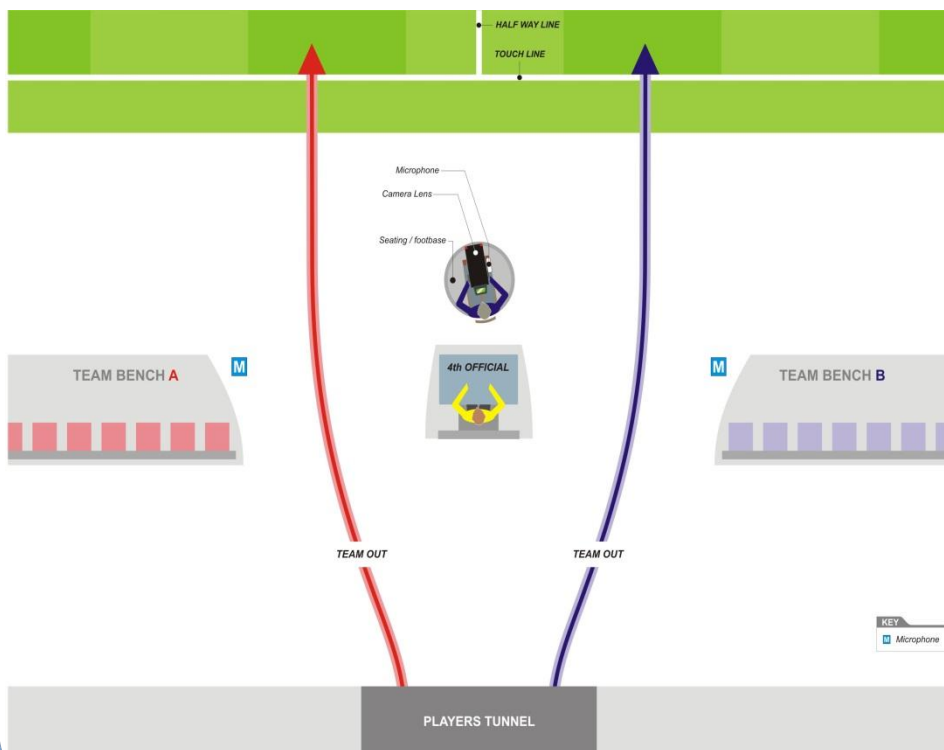 HALF WAY LINE
TOUCH LINE
Microphone
Camera Lens
Seating / footbase
4th OFFICIAL
TEAM BENCH A
M
M
TEAM BENCH B
TEAM OUT
TEAM OUT
KEY
M Microphone
PLAYERS TUNNEL